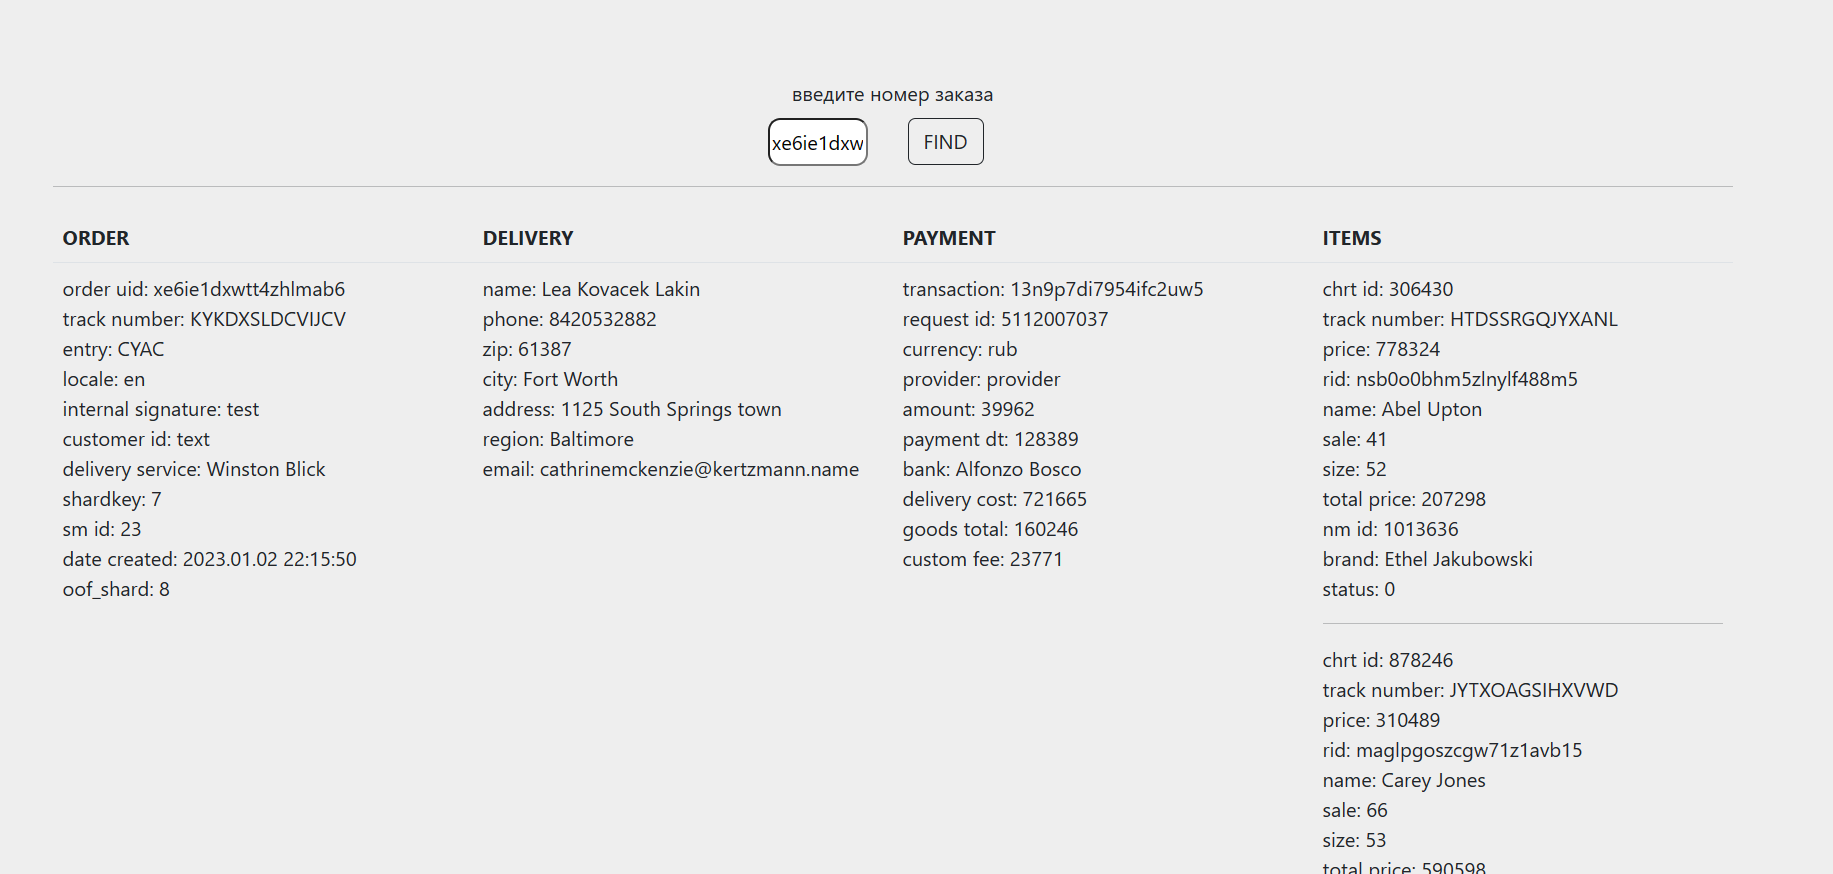 введите номер заказа
xe6ie1dxw
FIND
ORDER
order uid: xe6ie1dxwtt4zhlmab6
track number: KYKDXSLDCVIJCV
entry: CYAC
locale: en
internal signature: test
customer id: text
delivery service: Winston Blick
shardkey: 7
sm id: 23
date created: 2023.01.02 22:15:50
oof_shard: 8
DELIVERY
name: Lea Kovacek Lakin
phone: 8420532882
zip: 61387
city: Fort Worth
address: 1125 South Springs town
region: Baltimore
email: cathrinemckenzie@kertzmann.name
PAYMENT
transaction: 13n9p7di7954ifc2uw5
request id: 5112007037
currency: rub
provider: provider
amount: 39962
payment dt: 128389
bank: Alfonzo Bosco
delivery cost: 721665
goods total: 160246
custom fee: 23771
ITEMS
chrt id: 306430
track number: HTDSSRGQJYXANL
price: 778324
rid: nsb0o0bhm5zlnylf488m5
name: Abel Upton
sale: 41
size: 52
total price: 207298
nm id: 1013636
brand: Ethel Jakubowski
status: 0
chrt id: 878246
track number: JYTXOAGSIHXVWD
price: 310489
rid: maglpgoszcgw71z1avb15
name: Carey Jones
sale: 66
size: 53
total price: 590598